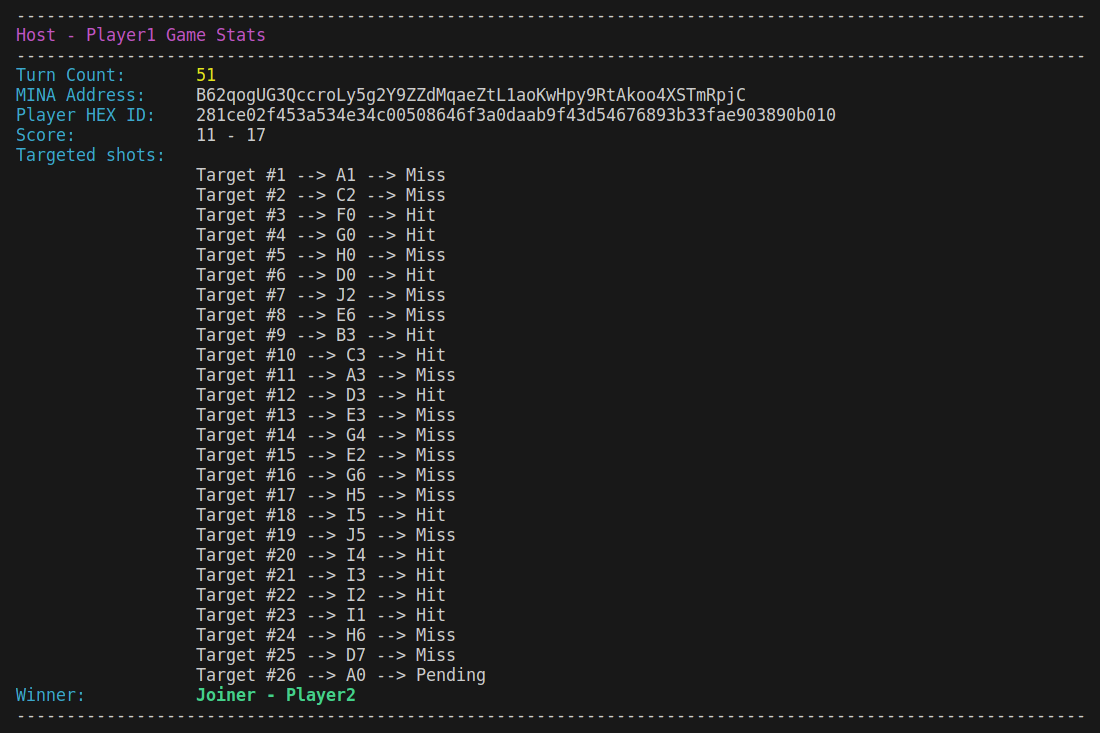 -----------------------------------------------------------------------------------------------------------
Host - Player1 Game Stats
-----------------------------------------------------------------------------------------------------------
Turn Count: 51
MINA Address: B62qogUG3QccroLy5g2Y9ZZdMqaeZtL1aoKwHpy9RtAkoo4XSTmRpjC
Player HEX ID: 281ce02f453a534e34c00508646f3a0daab9f43d54676893b33fae903890b010
Score: 11 - 17
Targeted shots:
Target #1 --> A1 --> Miss
Target #2 --> C2 --> Miss
Target #3 --> F0 --> Hit
Target #4 --> G0 --> Hit
Target #5 --> H0 --> Miss
Target #6 --> D0 --> Hit
Target #7 --> J2 --> Miss
Target #8 --> E6 --> Miss
Target #9 --> B3 --> Hit
Target #10 --> C3 --> Hit
Target #11 --> A3 --> Miss
Target #12 --> D3 --> Hit
Target #13 --> E3 --> Miss
Target #14 --> G4 --> Miss
Target #15 --> E2 --> Miss
Target #16 --> G6 --> Miss
Target #17 --> H5 --> Miss
Target #18 --> I5 --> Hit
Target #19 --> J5 --> Miss
Target #20 --> I4 --> Hit
Target #21 --> I3 --> Hit
Target #22 --> I2 --> Hit
Target #23 --> I1 --> Hit
Target #24 --> H6 --> Miss
Target #25 --> D7 --> Miss
Target #26 --> A0 --> Pending
Winner: Joiner - Player2
-----------------------------------------------------------------------------------------------------------